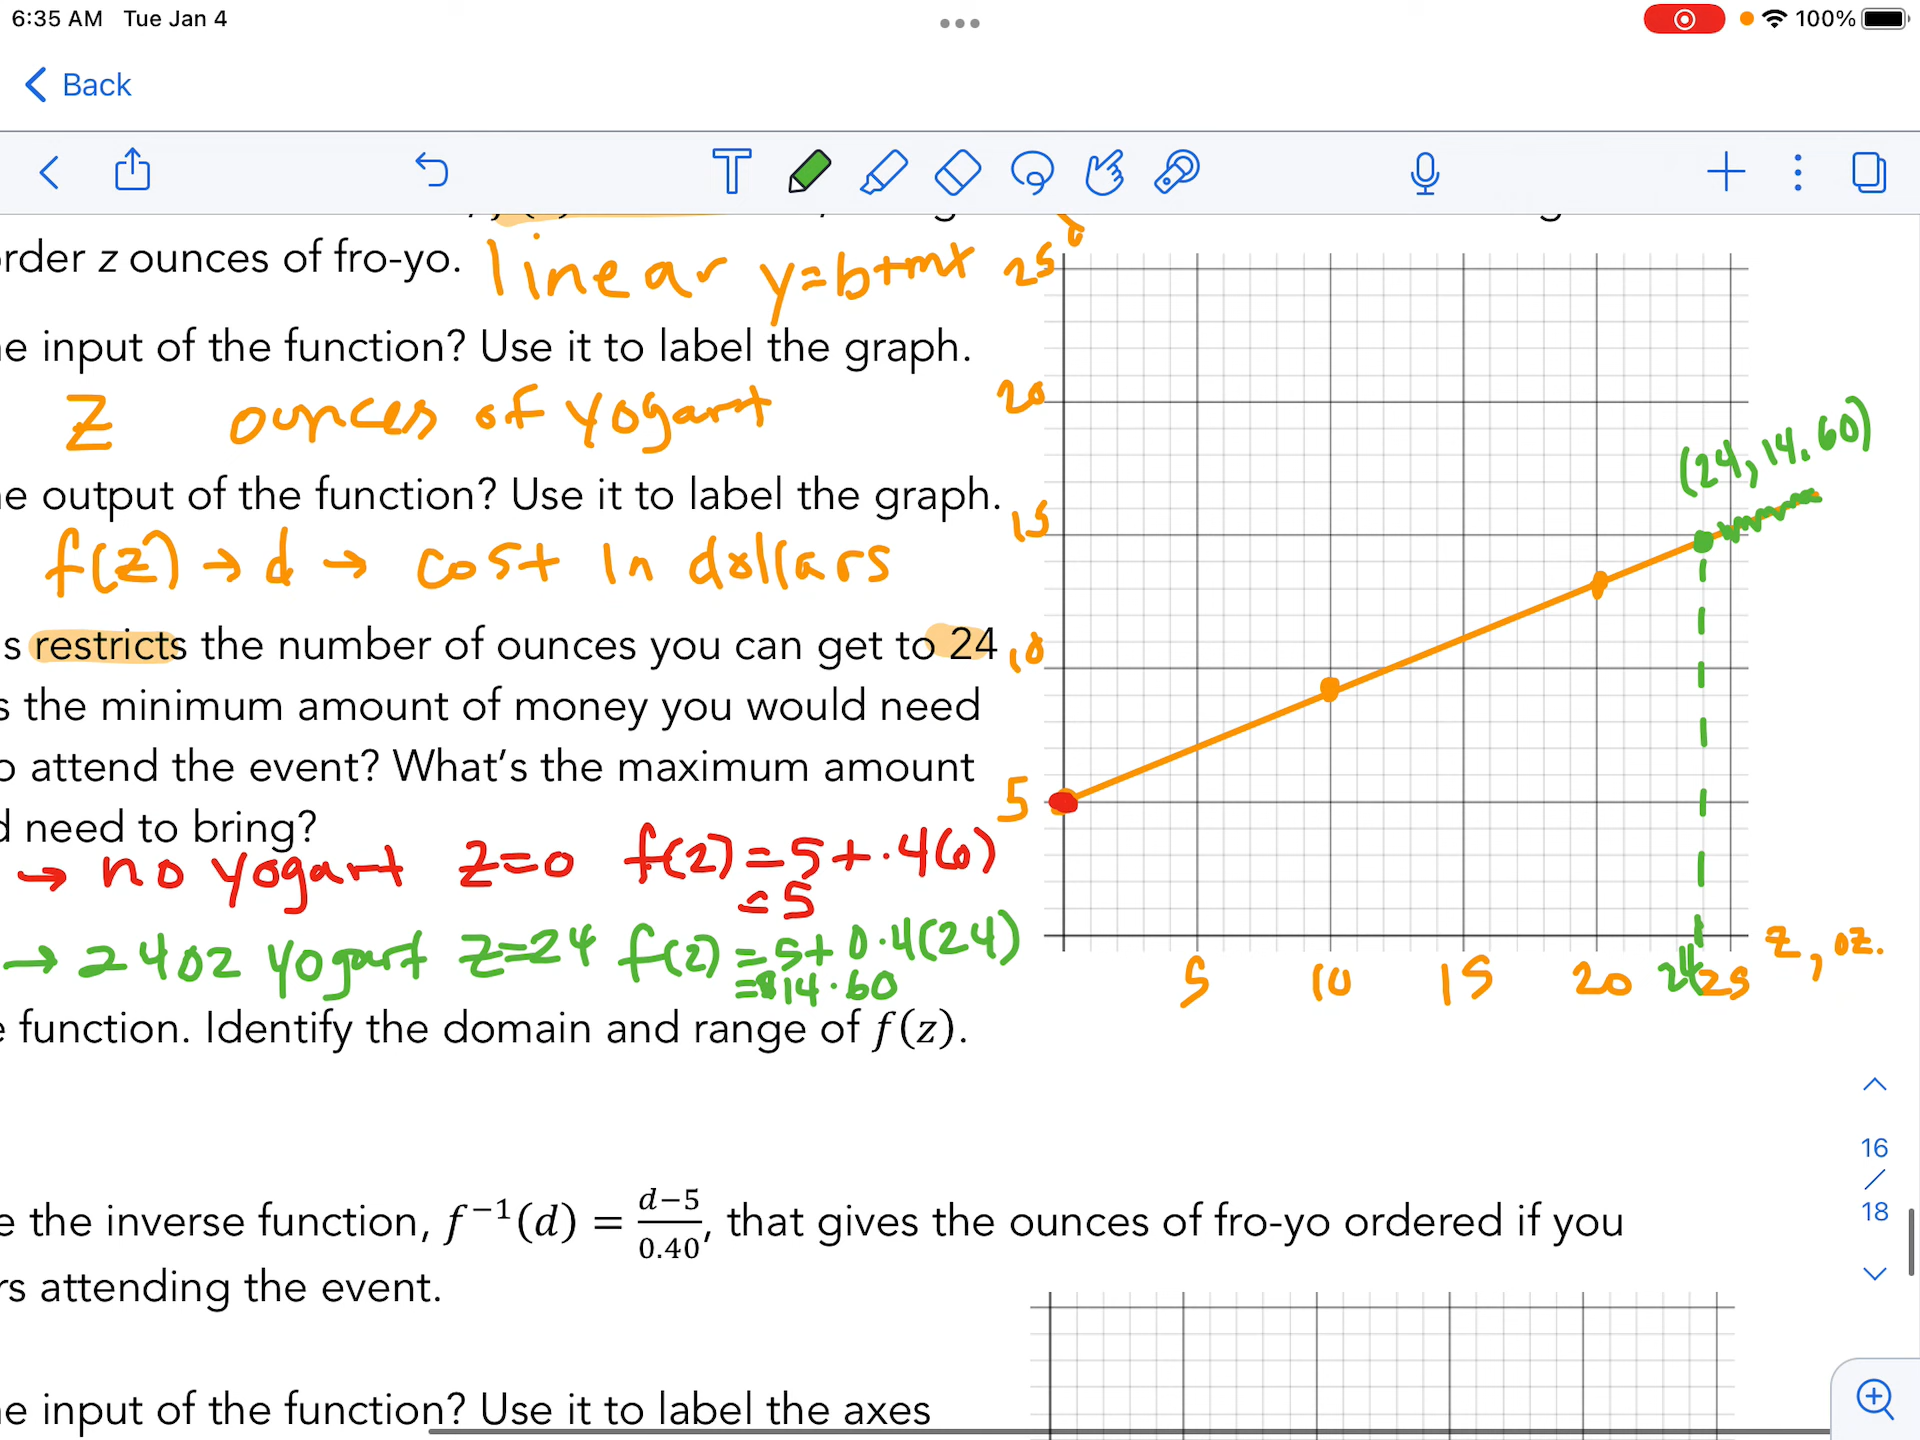 6:35 AM Tue Jan 4
100%
Back
order z ounces of fro-yo.
linear y=b+mx
e input of the function? Use it to label the graph.
z ounces of yogart
e output of the function? Use it to label the graph.
f(z) → d → cost in dollars
s restricts the number of ounces you can get to 24
s the minimum amount of money you would need
o attend the event? What's the maximum amount
d need to bring?
→ no yogart z=0 f(z)=5+.4(0)
=5
→ 24oz yogart z=24 f(z)=5+0.4(24)
=$14.60
e function. Identify the domain and range of f(z).
25
20
15
10
5
(24, 14.60)
5 10 15 20 24 25
z, oz.
e the inverse function, f⁻¹(d) = (d−5)/0.40, that gives the ounces of fro-yo ordered if you
rs attending the event.
e input of the function? Use it to label the axes
16
/
18